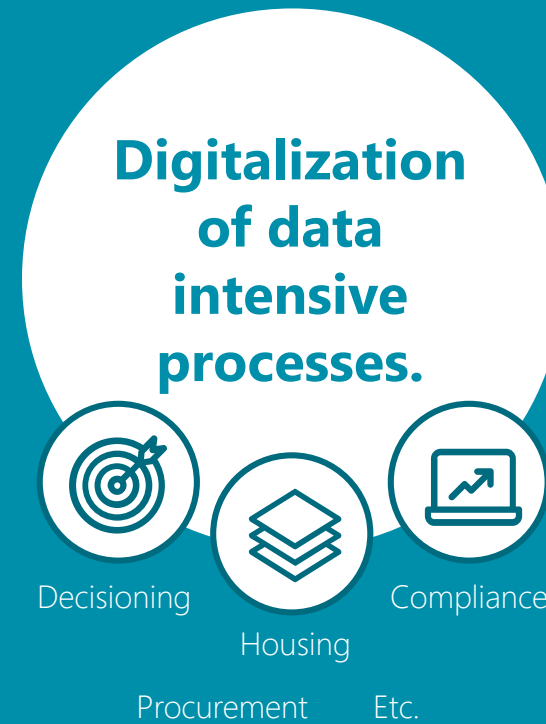 Digitalization
of data
intensive
processes.
Decisioning
Compliance
Housing
Procurement
Etc.